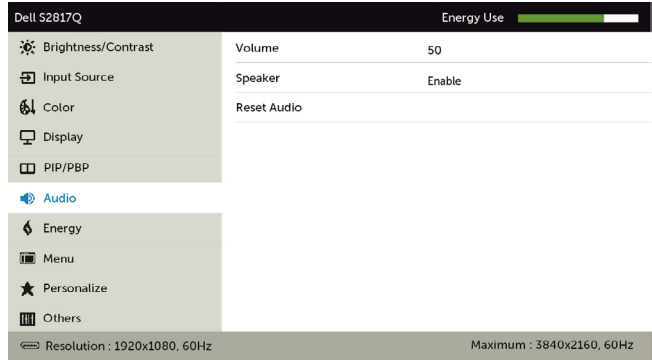 Dell S2817Q Energy Use
Brightness/Contrast Volume 50
Input Source Speaker Enable
Color Reset Audio
Display
PIP/PBP
Audio
Energy
Menu
Personalize
Others
Resolution : 1920x1080, 60Hz Maximum : 3840x2160, 60Hz